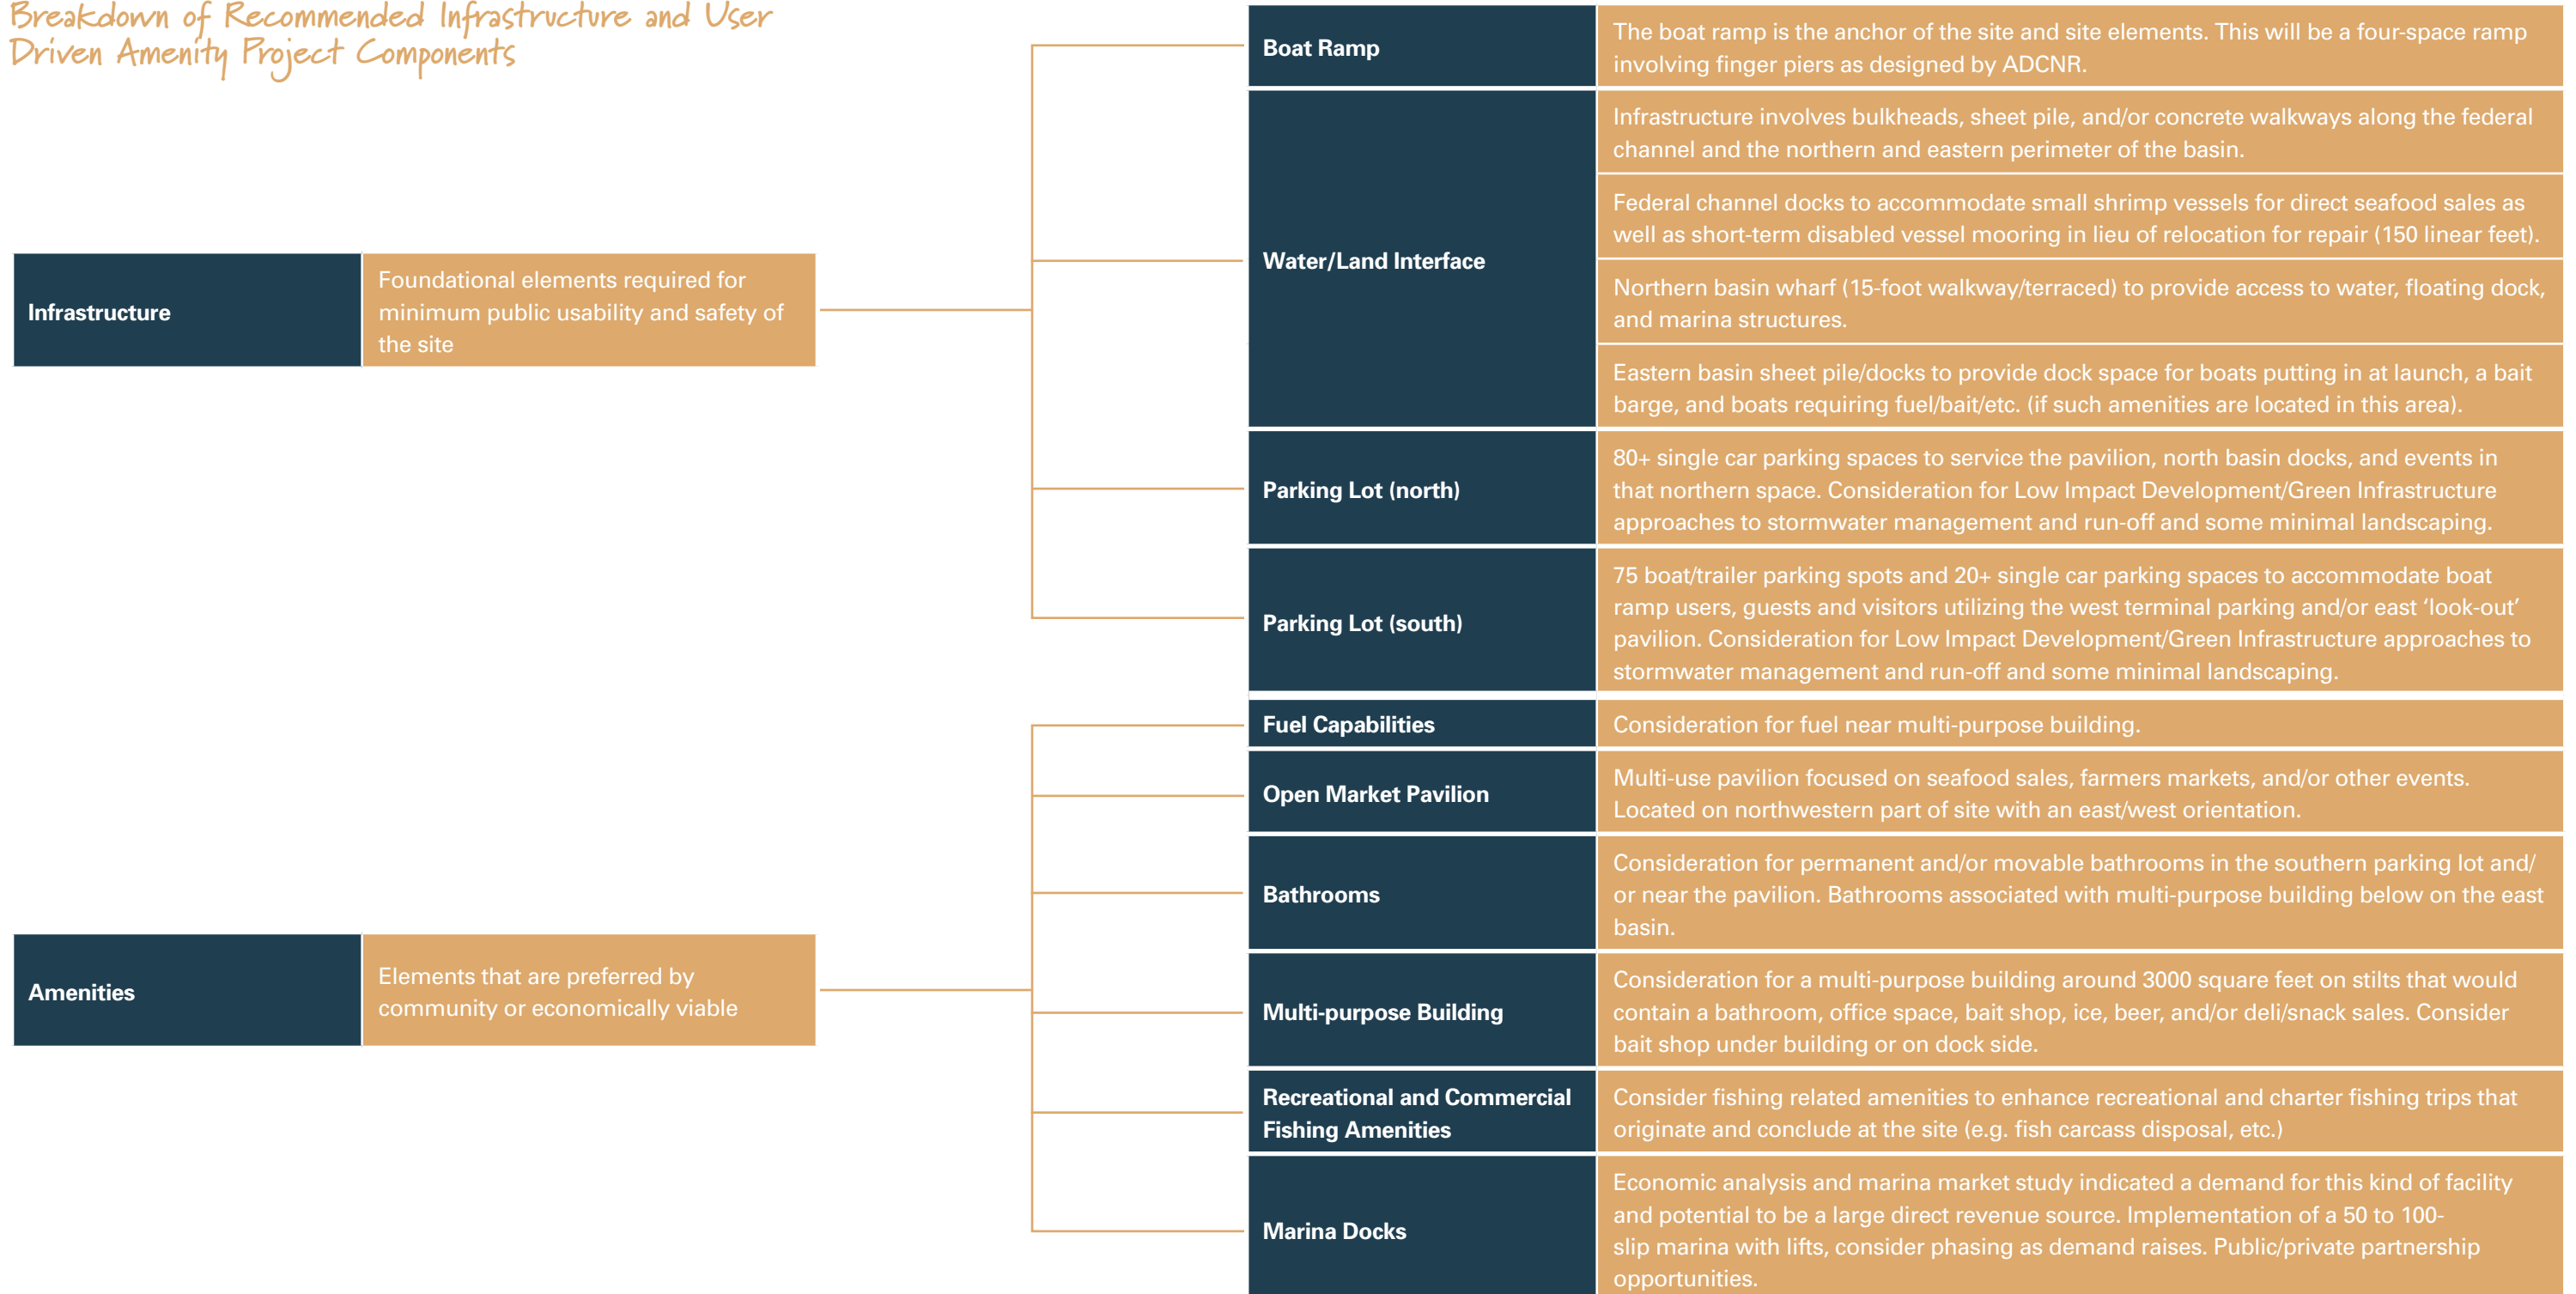 Breakdown of Recommended Infrastructure and User
Driven Amenity Project Components
Infrastructure
Foundational elements required for
minimum public usability and safety of
the site
Boat Ramp
The boat ramp is the anchor of the site and site elements. This will be a four-space ramp
involving finger piers as designed by ADCNR.
Water/Land Interface
Infrastructure involves bulkheads, sheet pile, and/or concrete walkways along the federal
channel and the northern and eastern perimeter of the basin.
Federal channel docks to accommodate small shrimp vessels for direct seafood sales as
well as short-term disabled vessel mooring in lieu of relocation for repair (150 linear feet).
Northern basin wharf (15-foot walkway/terraced) to provide access to water, floating dock,
and marina structures.
Eastern basin sheet pile/docks to provide dock space for boats putting in at launch, a bait
barge, and boats requiring fuel/bait/etc. (if such amenities are located in this area).
Parking Lot (north)
80+ single car parking spaces to service the pavilion, north basin docks, and events in
that northern space. Consideration for Low Impact Development/Green Infrastructure
approaches to stormwater management and run-off and some minimal landscaping.
Parking Lot (south)
75 boat/trailer parking spots and 20+ single car parking spaces to accommodate boat
ramp users, guests and visitors utilizing the west terminal parking and/or east ‘look-out’
pavilion. Consideration for Low Impact Development/Green Infrastructure approaches to
stormwater management and run-off and some minimal landscaping.
Amenities
Elements that are preferred by
community or economically viable
Fuel Capabilities
Consideration for fuel near multi-purpose building.
Open Market Pavilion
Multi-use pavilion focused on seafood sales, farmers markets, and/or other events.
Located on northwestern part of site with an east/west orientation.
Bathrooms
Consideration for permanent and/or movable bathrooms in the southern parking lot and/
or near the pavilion. Bathrooms associated with multi-purpose building below on the east
basin.
Multi-purpose Building
Consideration for a multi-purpose building around 3000 square feet on stilts that would
contain a bathroom, office space, bait shop, ice, beer, and/or deli/snack sales. Consider
bait shop under building or on dock side.
Recreational and Commercial
Fishing Amenities
Consider fishing related amenities to enhance recreational and charter fishing trips that
originate and conclude at the site (e.g. fish carcass disposal, etc.)
Marina Docks
Economic analysis and marina market study indicated a demand for this kind of facility
and potential to be a large direct revenue source. Implementation of a 50 to 100-
slip marina with lifts, consider phasing as demand raises. Public/private partnership
opportunities.